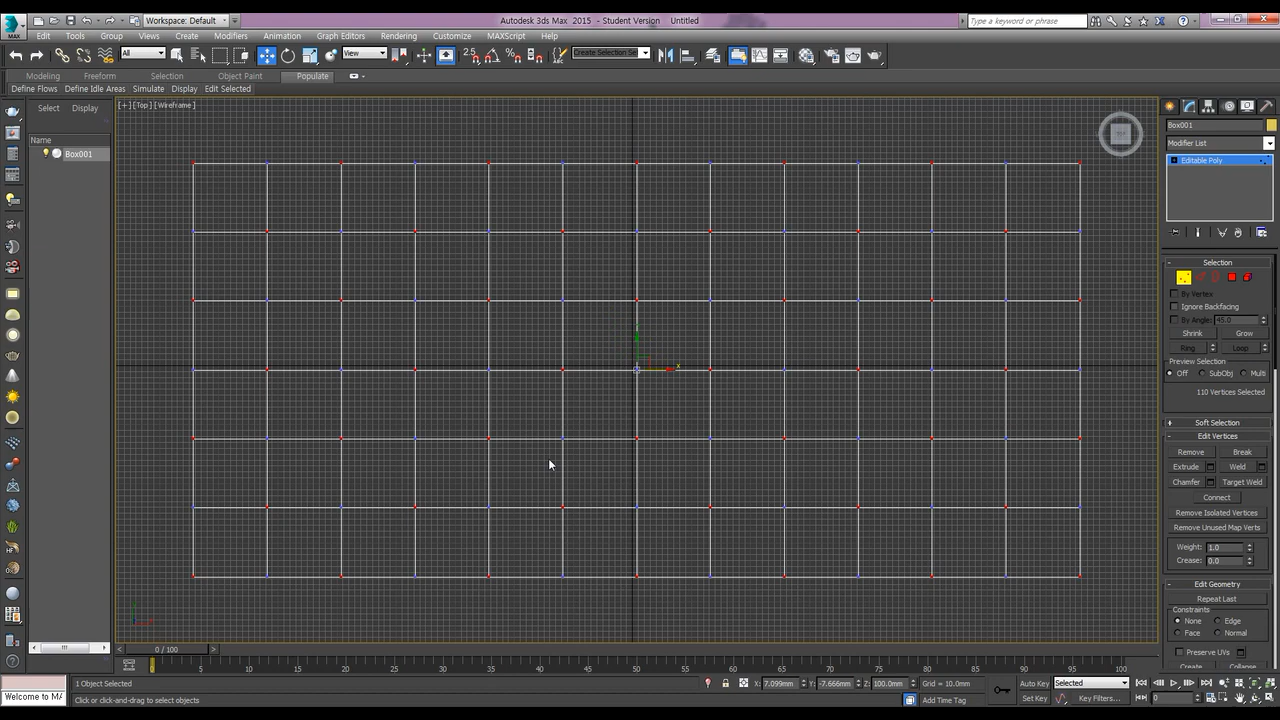 Workspace: Default
Autodesk 3ds Max 2015 - Student Version Untitled
Type a keyword or phrase
MAX
Edit Tools Group Views Create Modifiers Animation Graph Editors Rendering Customize MAXScript Help
All
View
2.5
Create Selection Se
Modeling Freeform Selection Object Paint Populate
Define Flows Define Idle Areas Simulate Display Edit Selected
Select Display
Name
Box001
[+] [Top] [Wireframe]
x
Box001
Modifier List
Editable Poly
Selection
By Vertex
Ignore Backfacing
By Angle: 45.0
Shrink Grow
Ring Loop
Preview Selection
Off SubObj Multi
110 Vertices Selected
Soft Selection
Edit Vertices
Remove Break
Extrude Weld
Chamfer Target Weld
Connect
Remove Isolated Vertices
Remove Unused Map Verts
Weight: 1.0
Crease: 0.0
Edit Geometry
Repeat Last
Constraints
None Edge
Face Normal
Preserve UVs
Create Collapse
0 / 100
0 5 10 15 20 25 30 35 40 45 50 55 60 65 70 75 80 85 90 95 100
1 Object Selected
X: 7.099mm Y: -7.666mm Z: 100.0mm Grid = 10.0mm
Auto Key Selected
Welcome to MA
Click or click-and-drag to select objects
Add Time Tag
Set Key Key Filters...
0